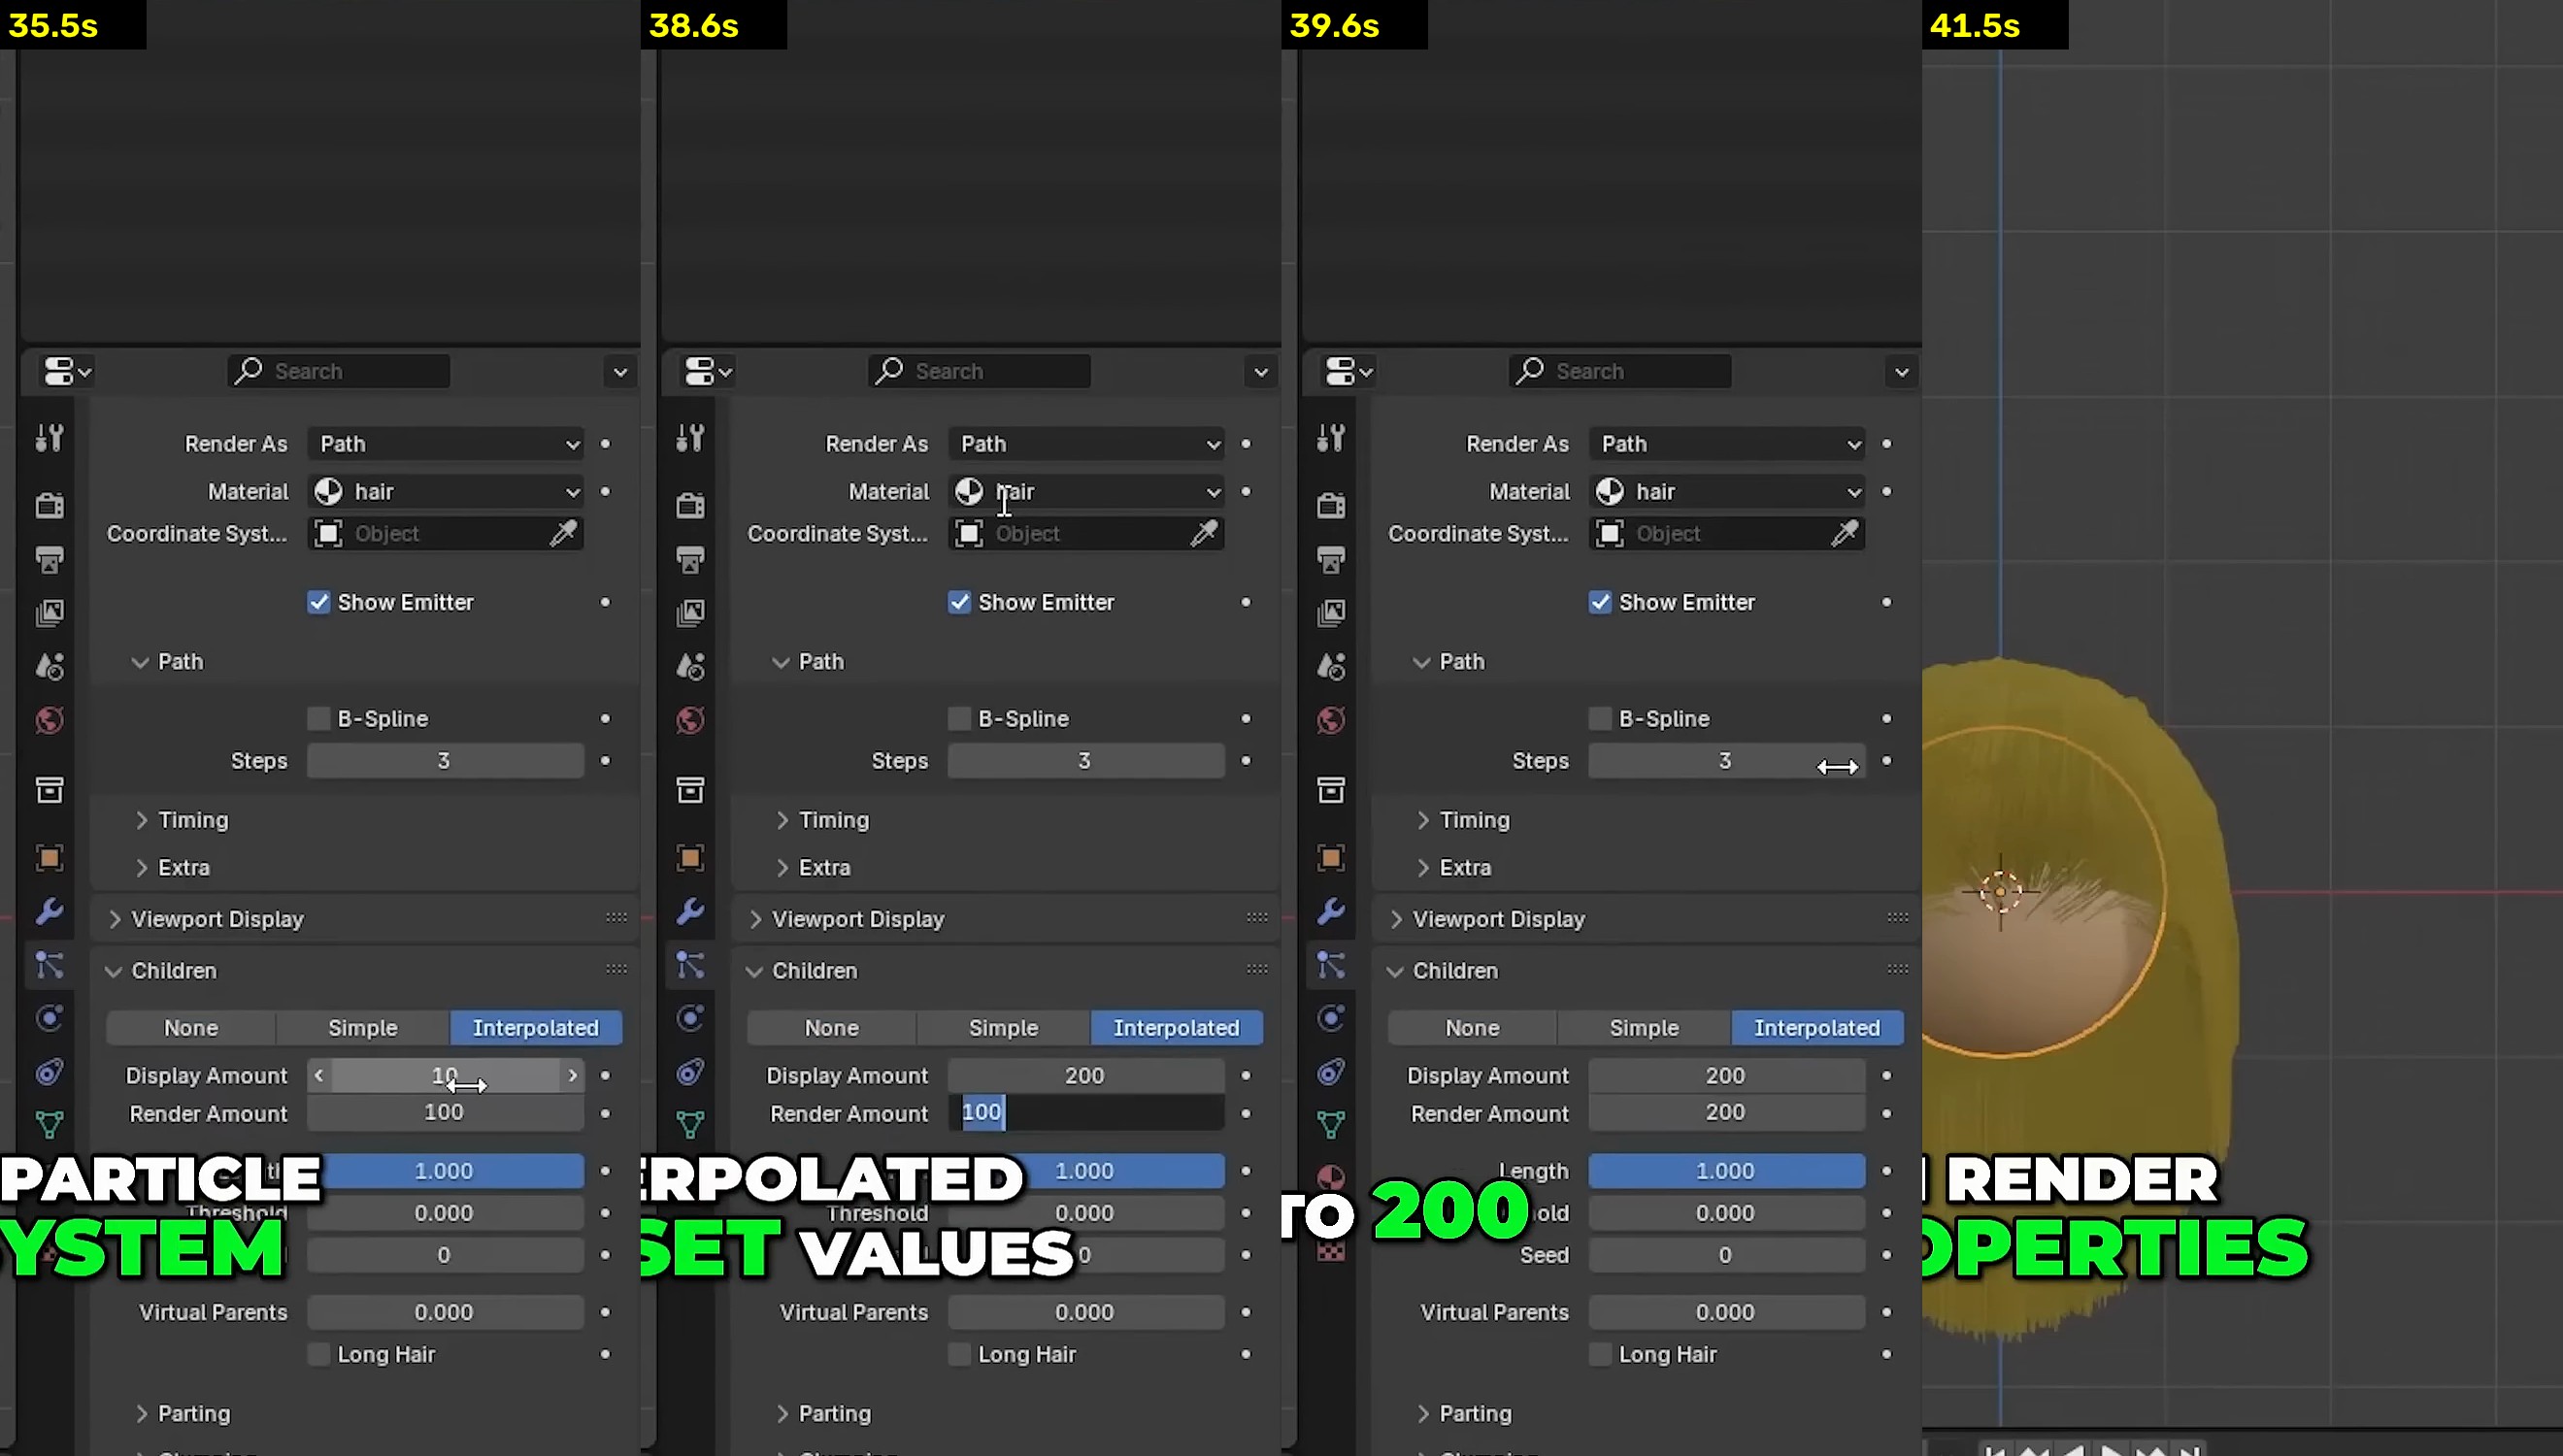 35.5s
Search
Render As Path
Material hair
Coordinate Syst... Object
Show Emitter
Path
B-Spline
Steps 3
Timing
Extra
Viewport Display
Children
None Simple Interpolated
Display Amount 10
Render Amount 100
PARTICLE 1.000
YSTEM Threshold 0.000
0
Virtual Parents 0.000
Long Hair
Parting
38.6s
Search
Render As Path
Material hair
Coordinate Syst... Object
Show Emitter
Path
B-Spline
Steps 3
Timing
Extra
Viewport Display
Children
None Simple Interpolated
Display Amount 200
Render Amount 100
ERPOLATED 1.000
Threshold 0.000
SET VALUES 0
Virtual Parents 0.000
Long Hair
Parting
39.6s
Search
Render As Path
Material hair
Coordinate Syst... Object
Show Emitter
Path
B-Spline
Steps 3
Timing
Extra
Viewport Display
Children
None Simple Interpolated
Display Amount 200
Render Amount 200
Length 1.000
TO 200 old 0.000
Seed 0
Virtual Parents 0.000
Long Hair
Parting
41.5s
RENDER
OPERTIES